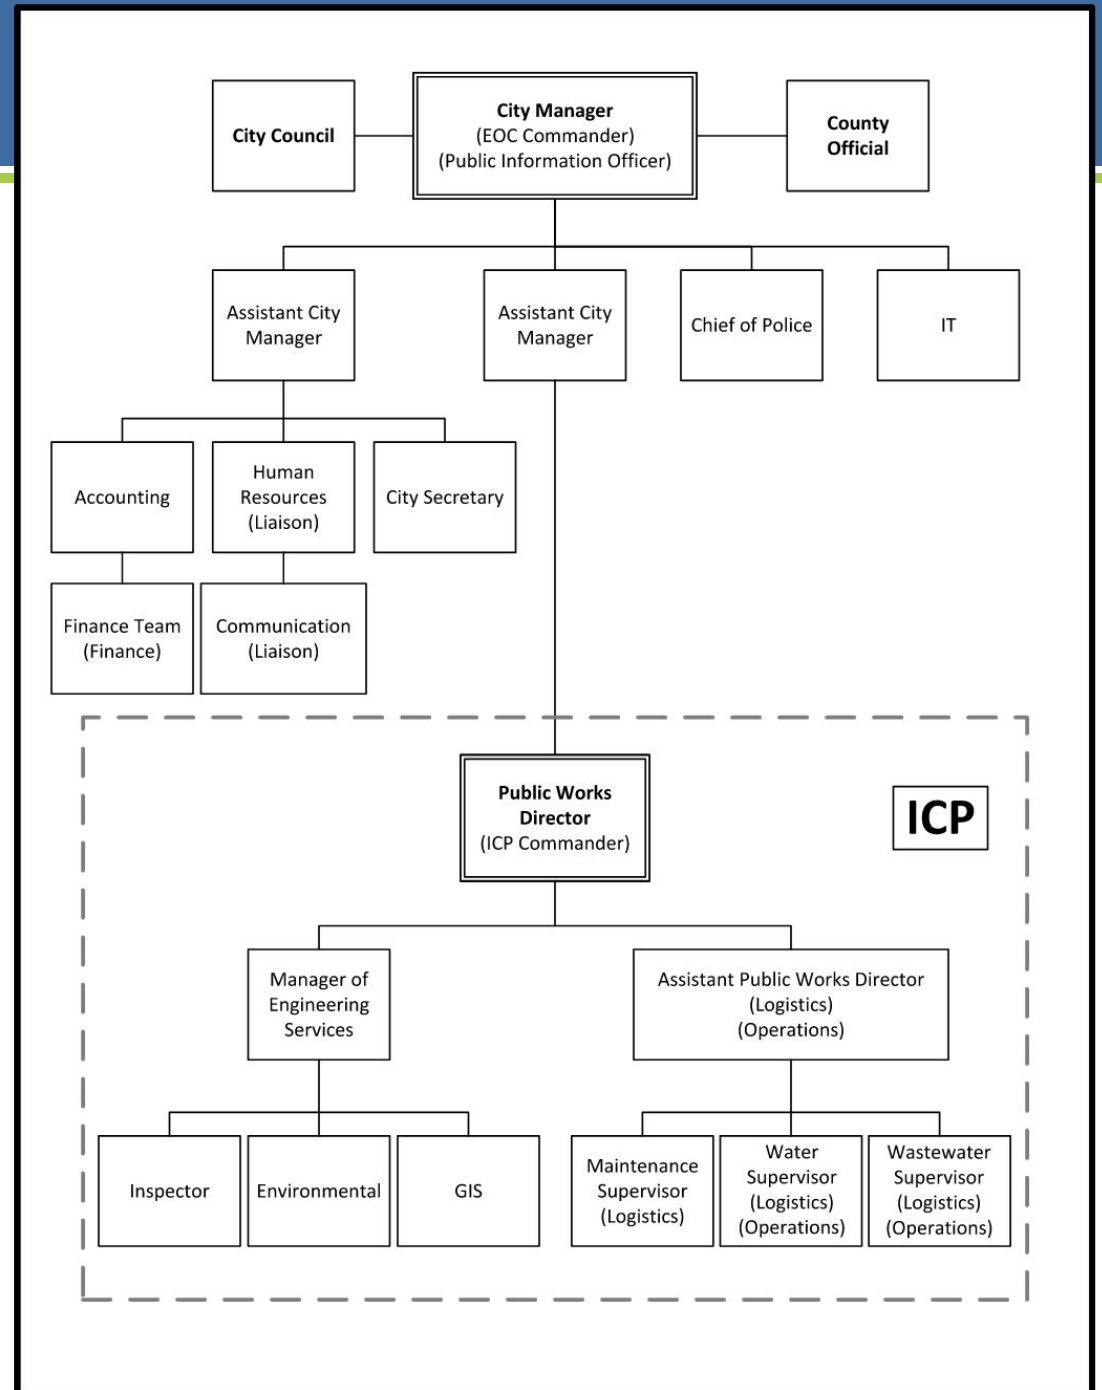 City Council
City Manager
(EOC Commander)
(Public Information Officer)
County
Official
Assistant City
Manager
Assistant City
Manager
Chief of Police
IT
Accounting
Human
Resources
(Liaison)
City Secretary
Finance Team
(Finance)
Communication
(Liaison)
Public Works
Director
(ICP Commander)
ICP
Manager of
Engineering
Services
Assistant Public Works Director
(Logistics)
(Operations)
Inspector
Environmental
GIS
Maintenance
Supervisor
(Logistics)
Water
Supervisor
(Logistics)
(Operations)
Wastewater
Supervisor
(Logistics)
(Operations)